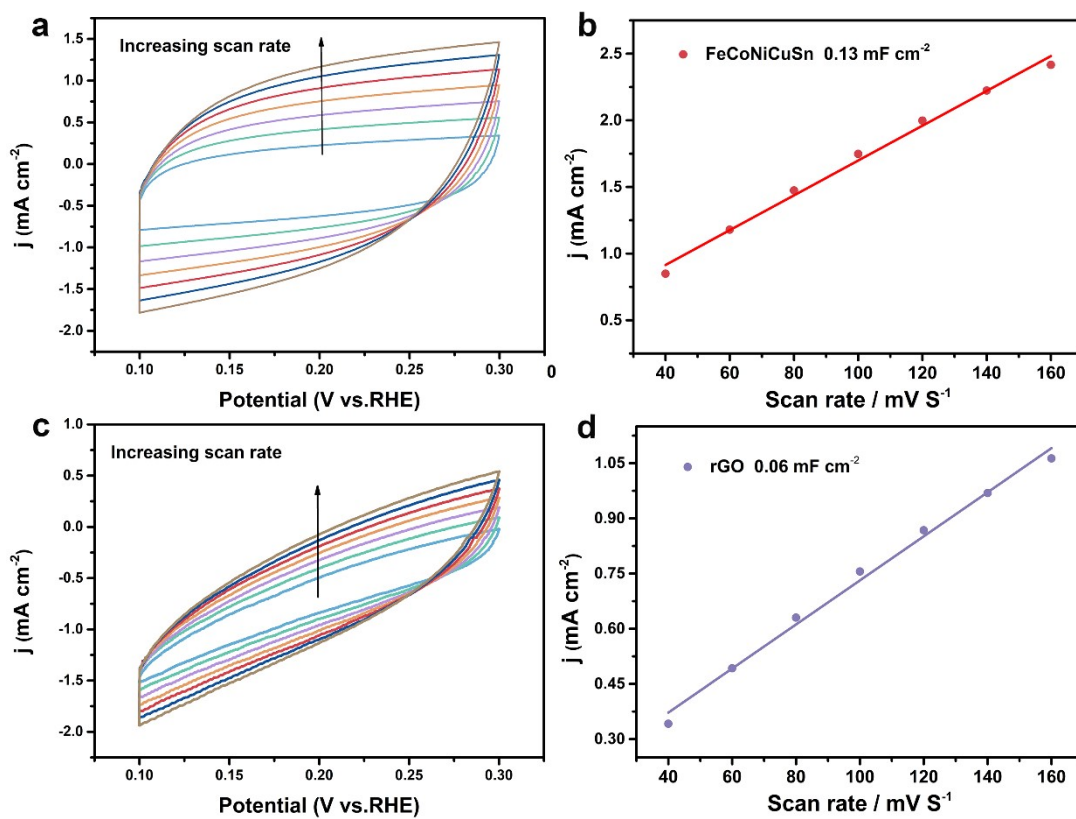 a
Increasing scan rate
1.5
1.0
0.5
0.0
-0.5
-1.0
-1.5
-2.0
j (mA cm-2)
0.10 0.15 0.20 0.25 0.30 0
Potential (V vs.RHE)
b
FeCoNiCuSn 0.13 mF cm-2
2.5
2.0
1.5
1.0
0.5
j (mA cm-2)
40 60 80 100 120 140 160
Scan rate / mV S-1
c
Increasing scan rate
1.0
0.5
0.0
-0.5
-1.0
-1.5
-2.0
j (mA cm-2)
0.10 0.15 0.20 0.25 0.30
Potential (V vs.RHE)
d
rGO 0.06 mF cm-2
1.05
0.90
0.75
0.60
0.45
0.30
j (mA cm-2)
40 60 80 100 120 140 160
Scan rate / mV S-1